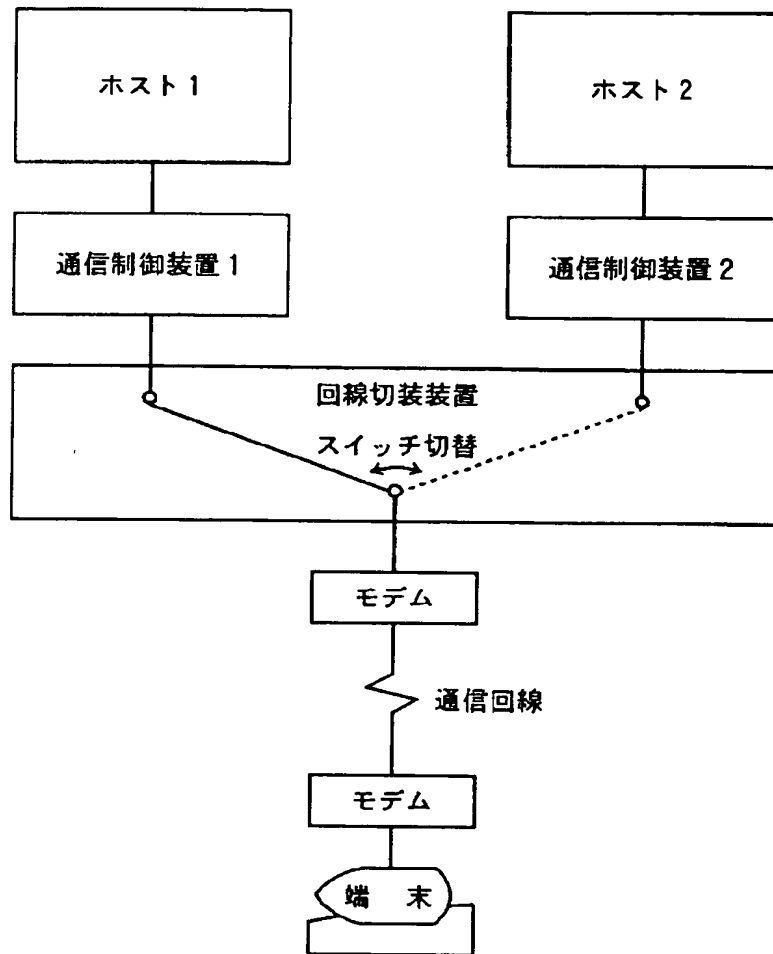 ホスト1
ホスト2
通信制御装置1
通信制御装置2
回線切装装置
スイッチ切替
モデム
通信回線
モデム
端 末